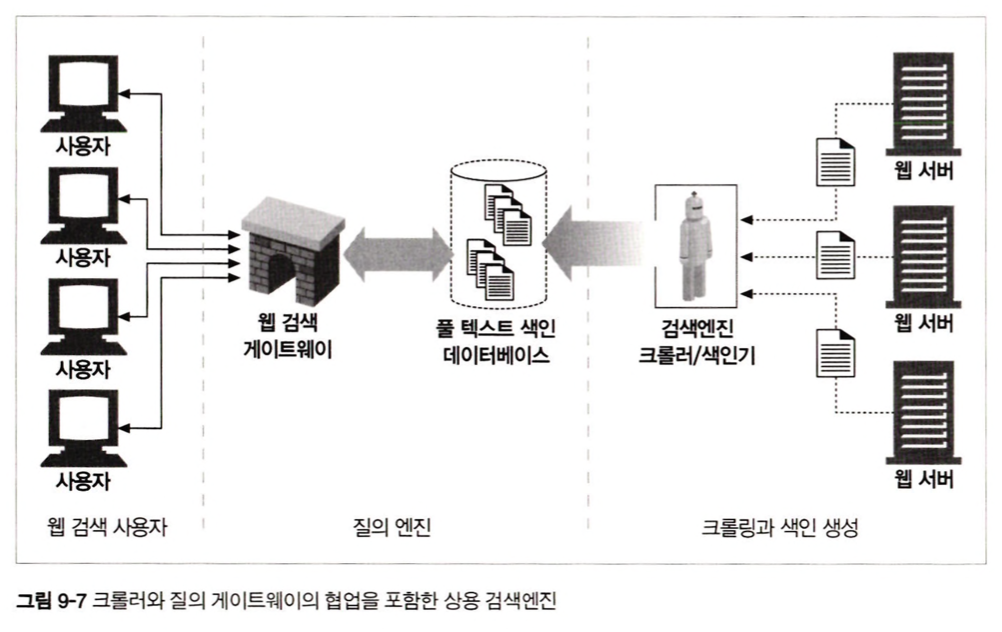 사용자
사용자
사용자
사용자
웹 검색
게이트웨이
풀 텍스트 색인
데이터베이스
검색엔진
크롤러/색인기
웹 서버
웹 서버
웹 서버
웹 검색 사용자
질의 엔진
크롤링과 색인 생성
그림 9-7 크롤러와 질의 게이트웨이의 협업을 포함한 상용 검색엔진